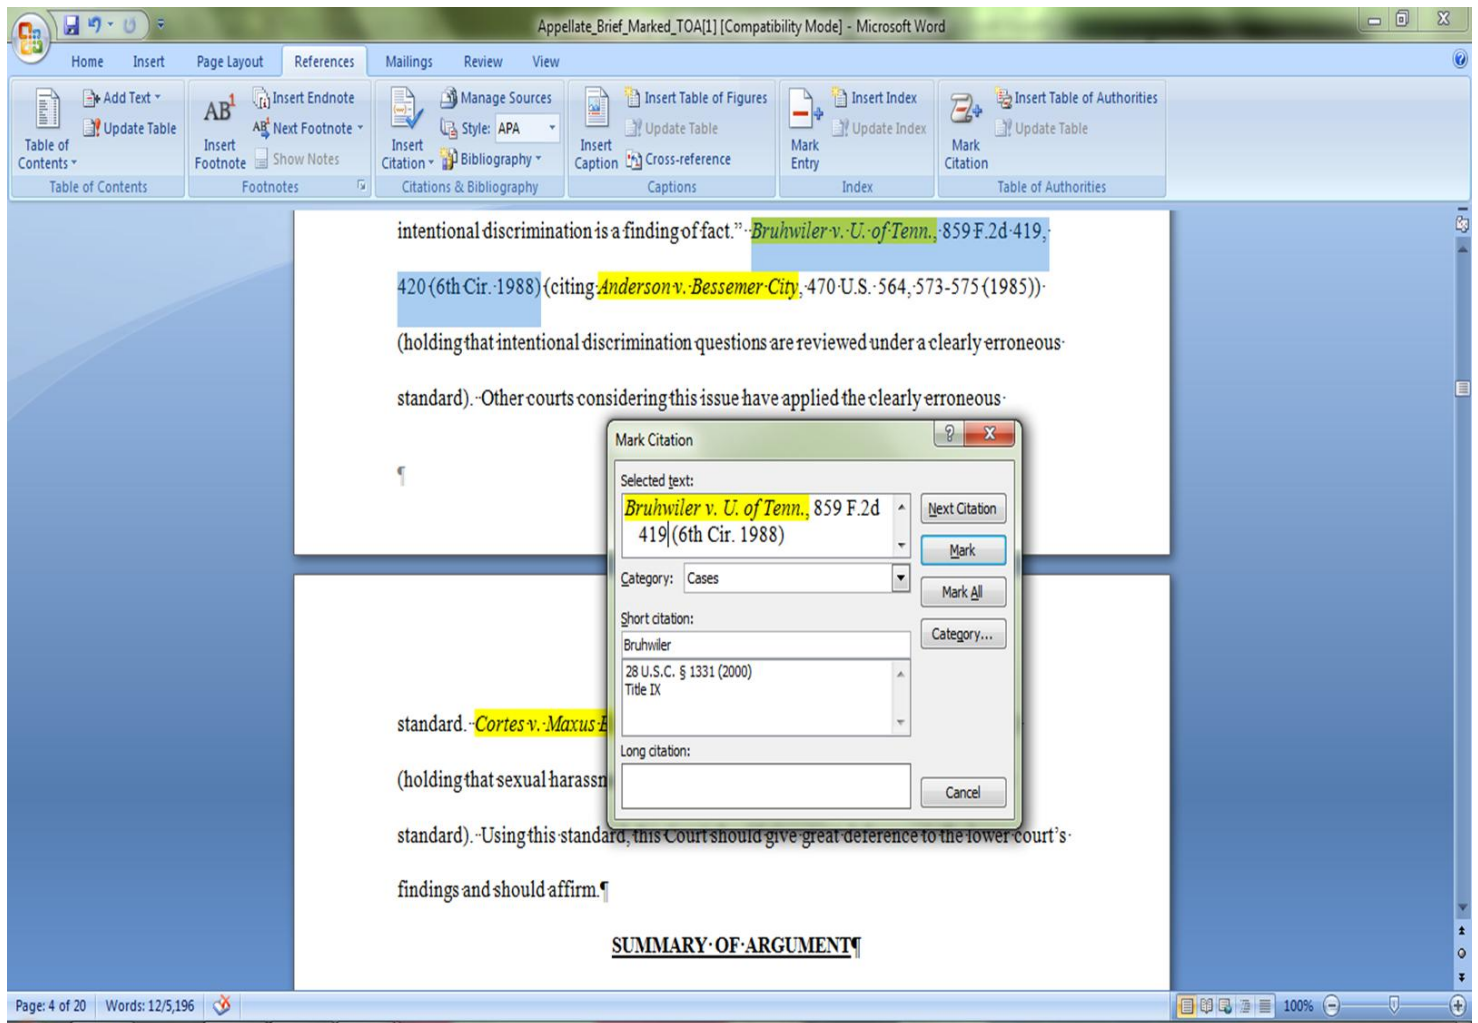 Appellate_Brief_Marked_TOA[1] [Compatibility Mode] - Microsoft Word
Home Insert Page Layout References Mailings Review View
Table of Contents
Add Text
Update Table
Table of Contents
AB1
Insert Footnote
Insert Endnote
AB1 Next Footnote
Show Notes
Footnotes
Insert Citation
Manage Sources
Style: APA
Bibliography
Citations & Bibliography
Insert Caption
Insert Table of Figures
Update Table
Cross-reference
Captions
Mark Entry
Insert Index
Update Index
Index
Mark Citation
Insert Table of Authorities
Update Table
Table of Authorities
intentional discrimination is a finding of fact.” Bruhwiler v. U. of Tenn., 859 F.2d 419,
420 (6th Cir. 1988) (citing Anderson v. Bessemer City, 470 U.S. 564, 573-575 (1985))
(holding that intentional discrimination questions are reviewed under a clearly erroneous
standard). Other courts considering this issue have applied the clearly erroneous
¶
Mark Citation
Selected text:
Bruhwiler v. U. of Tenn., 859 F.2d
419 (6th Cir. 1988)
Next Citation
Mark
Category: Cases
Mark All
Short citation:
Bruhwiler
Category...
28 U.S.C. § 1331 (2000)
Title IX
Long citation:
Cancel
standard. Cortes v. Maxus
(holding that sexual
standard). Using this standard, this Court should give great deference to the lower court’s
findings and should affirm.¶
SUMMARY OF ARGUMENT¶
Page: 4 of 20 Words: 12/5,196 100%